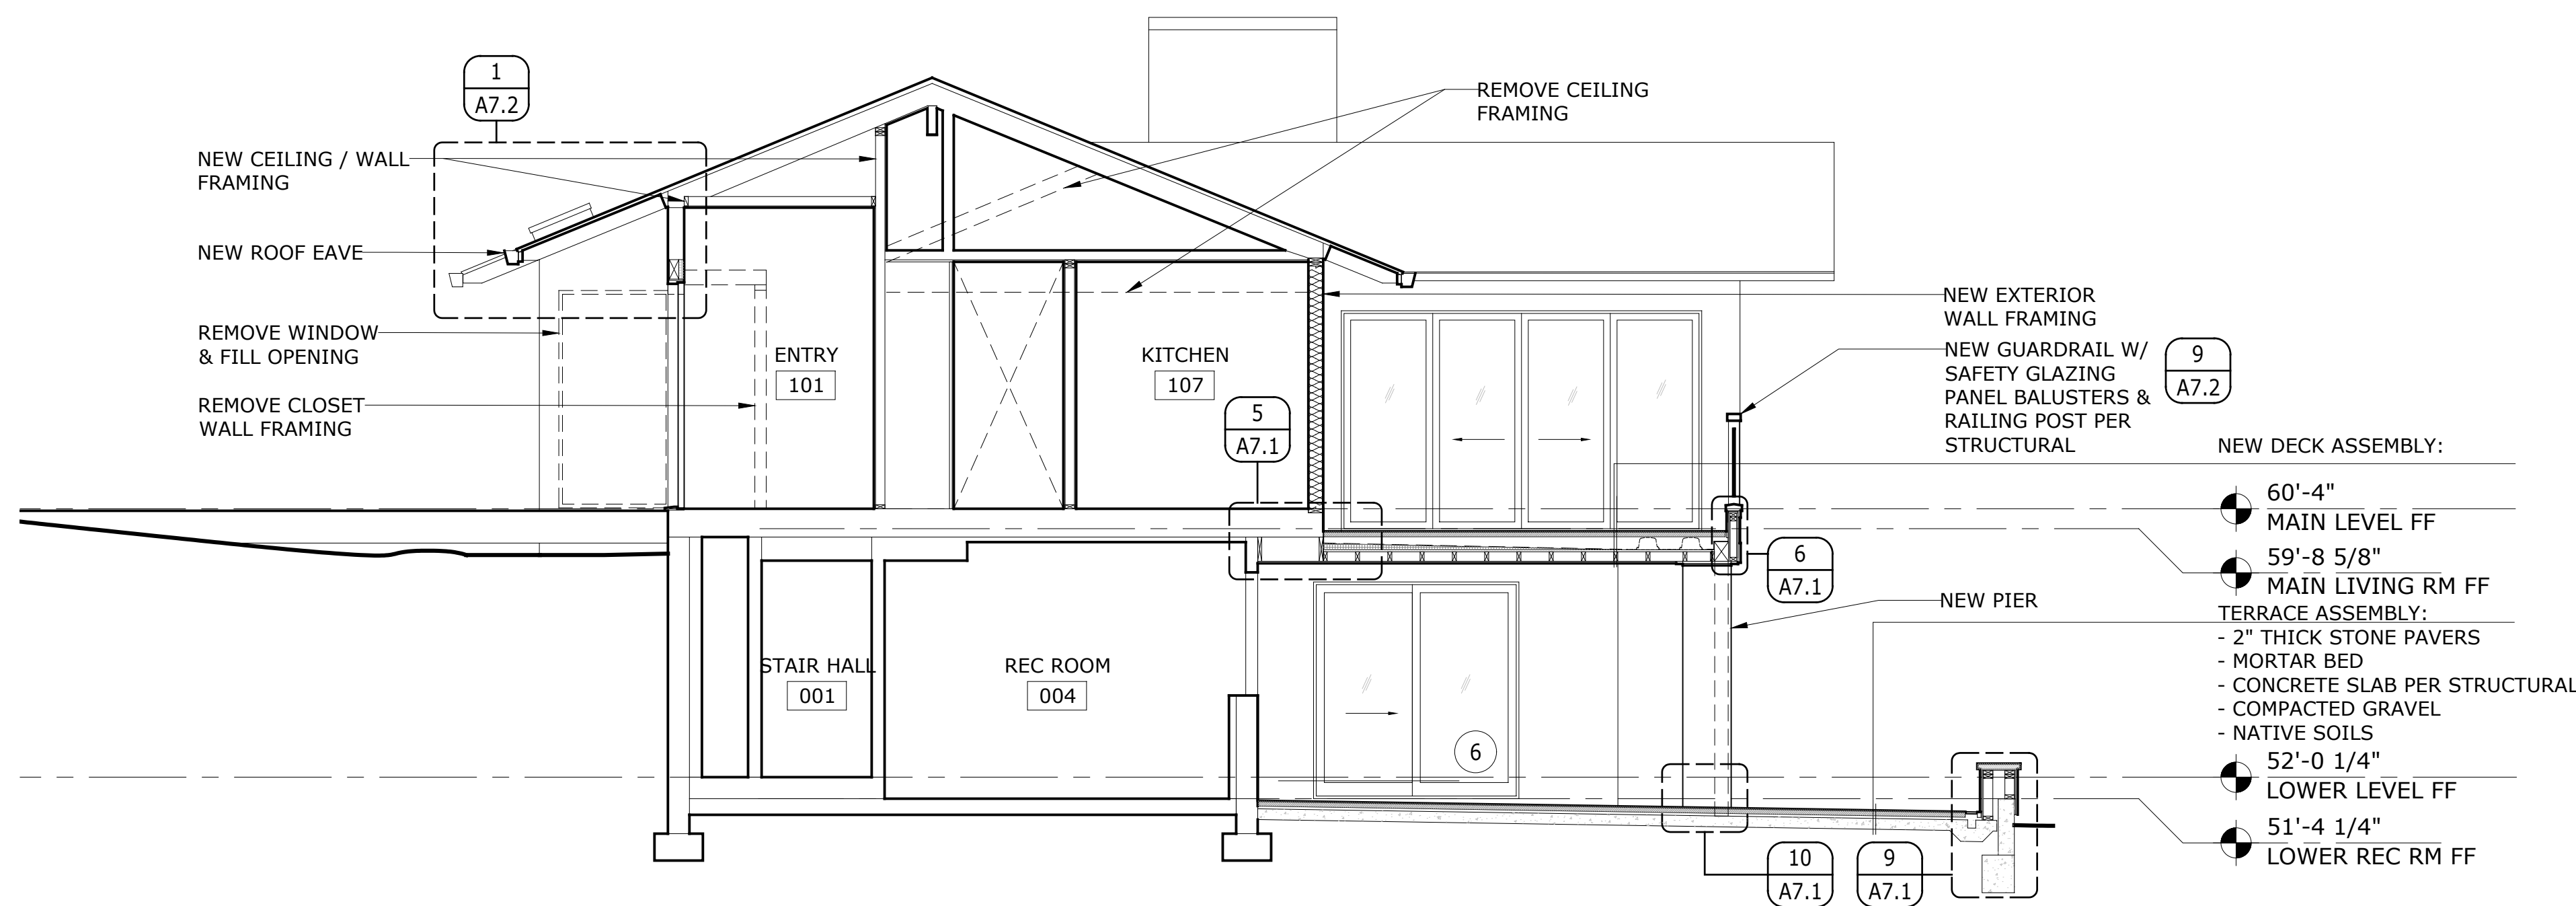 1
A7.2
REMOVE CEILING
FRAMING
NEW CEILING / WALL
FRAMING
NEW ROOF EAVE
REMOVE WINDOW
& FILL OPENING
REMOVE CLOSET
WALL FRAMING
ENTRY
101
KITCHEN
107
5
A7.1
NEW EXTERIOR
WALL FRAMING
NEW GUARDRAIL W/
SAFETY GLAZING
PANEL BALUSTERS &
RAILING POST PER
STRUCTURAL
9
A7.2
NEW DECK ASSEMBLY:
60'-4"
MAIN LEVEL FF
59'-8 5/8"
MAIN LIVING RM FF
6
A7.1
NEW PIER
TERRACE ASSEMBLY:
- 2" THICK STONE PAVERS
- MORTAR BED
- CONCRETE SLAB PER STRUCTURAL
- COMPACTED GRAVEL
- NATIVE SOILS
STAIR HALL
001
REC ROOM
004
6
52'-0 1/4"
LOWER LEVEL FF
51'-4 1/4"
LOWER REC RM FF
10
A7.1
9
A7.1